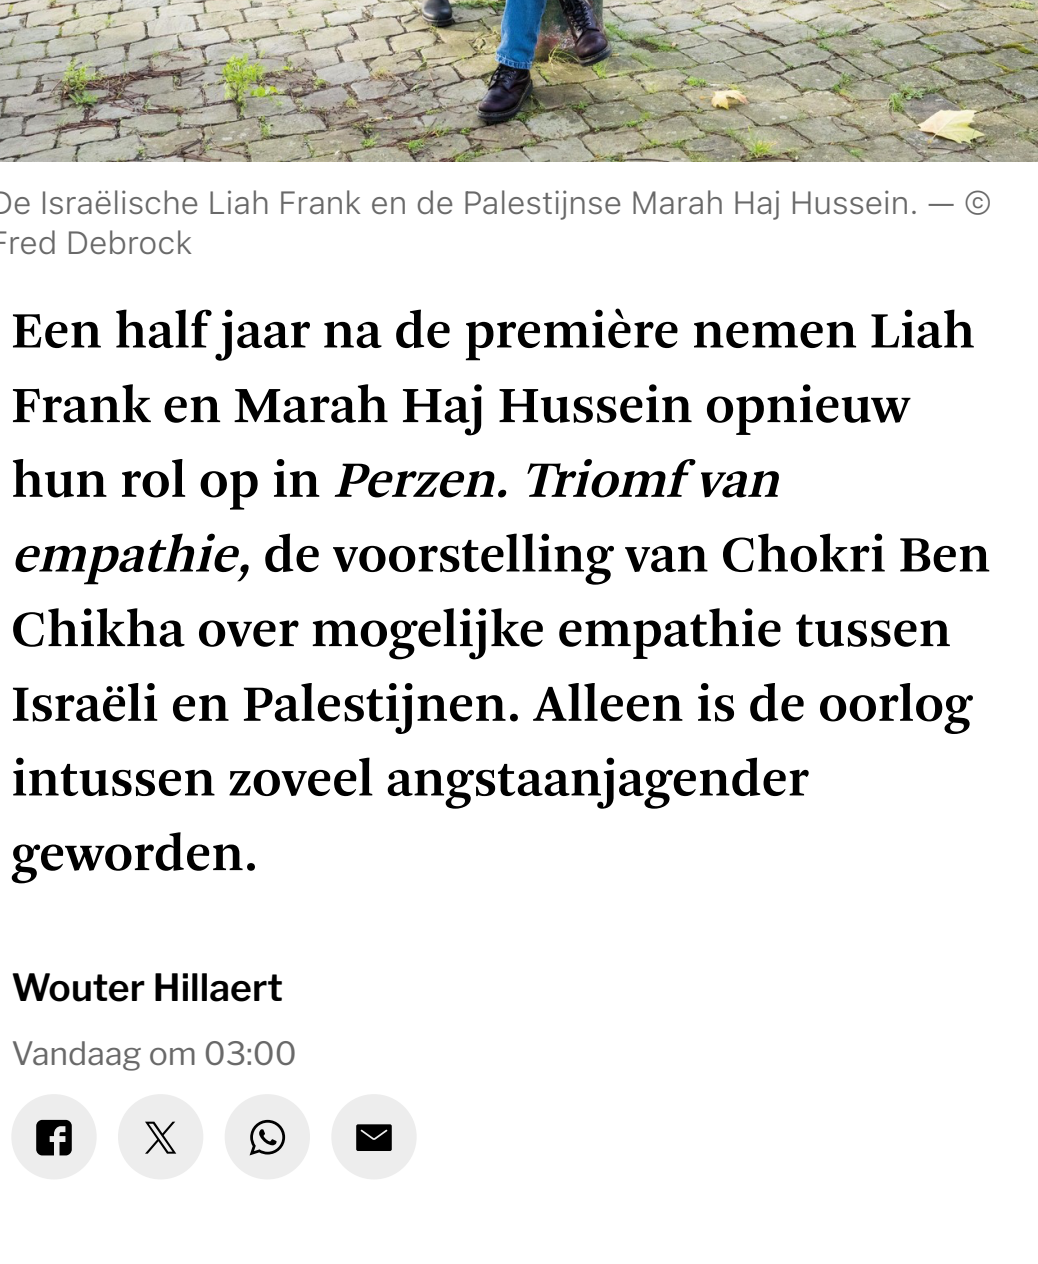 De Israëlische Liah Frank en de Palestijnse Marah Haj Hussein. — ©
Fred Debrock
Een half jaar na de première nemen Liah
Frank en Marah Haj Hussein opnieuw
hun rol op in Perzen. Triomf van
empathie, de voorstelling van Chokri Ben
Chikha over mogelijke empathie tussen
Israëli en Palestijnen. Alleen is de oorlog
intussen zoveel angstaanjagender
geworden.
Wouter Hillaert
Vandaag om 03:00